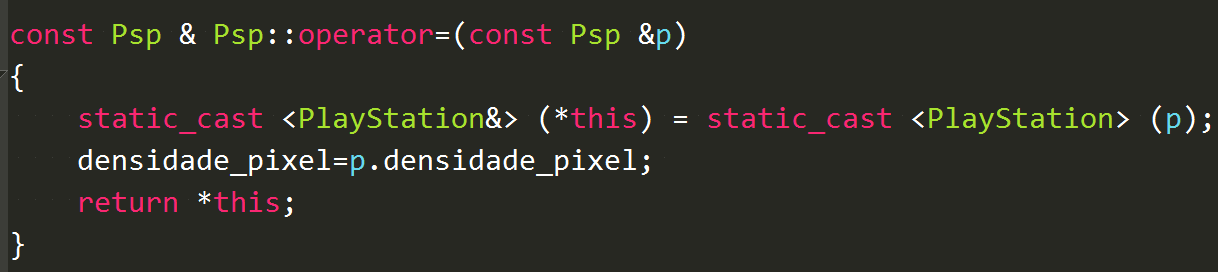 const Psp & Psp::operator=(const Psp &p)
{
static_cast <PlayStation&> (*this) = static_cast <PlayStation> (p);
densidade_pixel=p.densidade_pixel;
return *this;
}